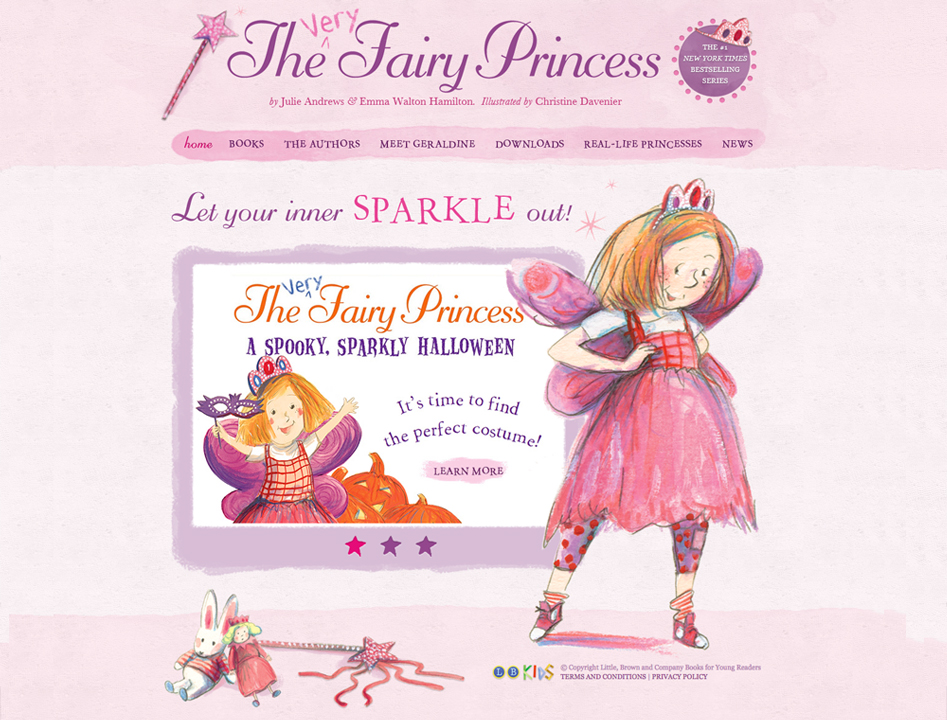 The Very Fairy Princess
THE #1
NEW YORK TIMES
BESTSELLING
SERIES
by Julie Andrews & Emma Walton Hamilton. Illustrated by Christine Davenier
home BOOKS THE AUTHORS MEET GERALDINE DOWNLOADS REAL-LIFE PRINCESSES NEWS
Let your inner SPARKLE out!
The Very Fairy Princess
A SPOOKY, SPARKLY HALLOWEEN
It's time to find
the perfect costume!
LEARN MORE
LB KIDS
© Copyright Little, Brown and Company Books for Young Readers
TERMS AND CONDITIONS | PRIVACY POLICY